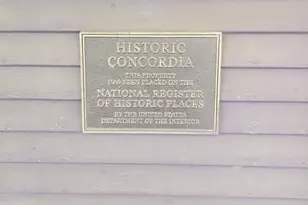 HISTORIC
CONCORDIA
THIS PROPERTY
HAS BEEN PLACED ON THE
NATIONAL REGISTER
OF HISTORIC PLACES
BY THE UNITED STATES
DEPARTMENT OF THE INTERIOR